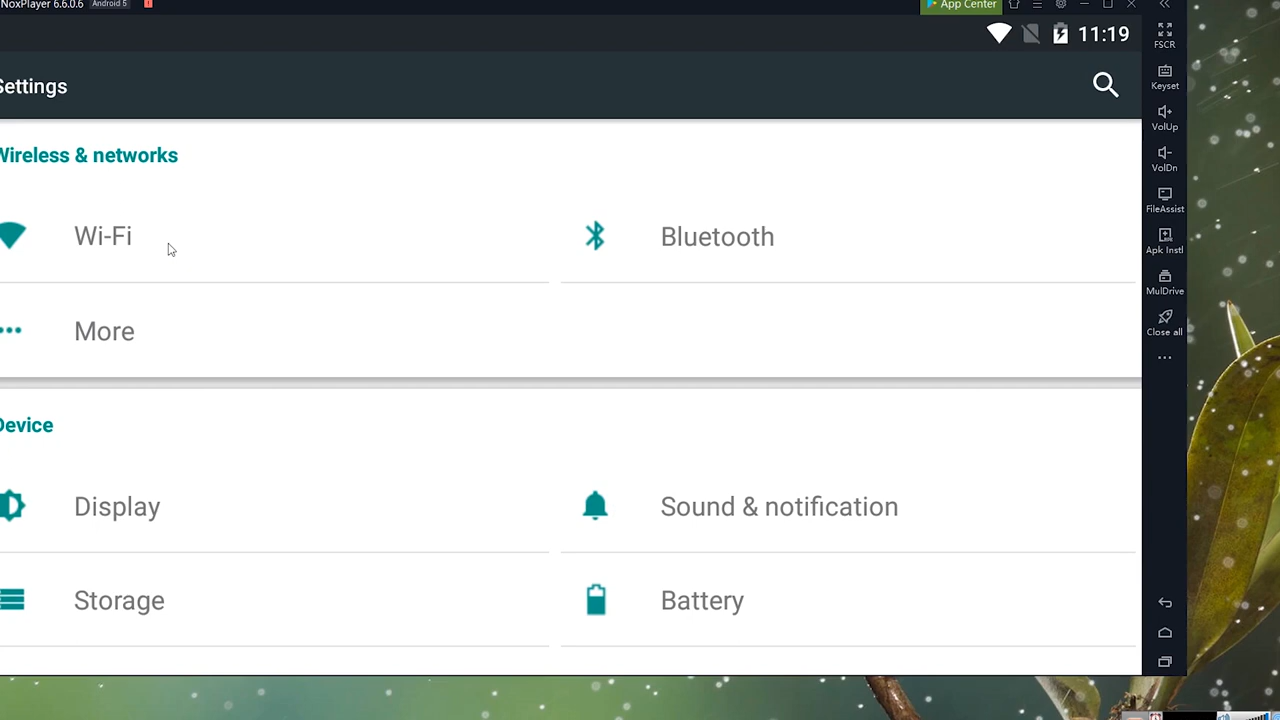 NoxPlayer 6.6.0.6 Android 5
App Center
11:19
FSCR
Settings
Keyset
VolUp
Wireless & networks
VolDn
FileAssist
Wi-Fi
Bluetooth
Apk Instl
MulDrive
More
Close all
Device
Display
Sound & notification
Storage
Battery